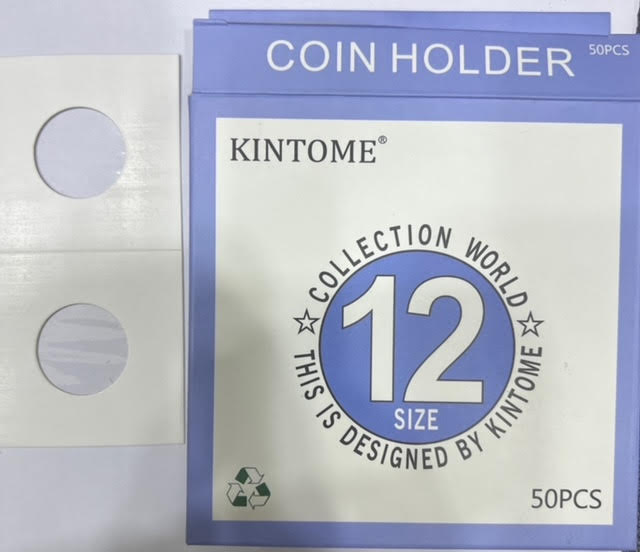 COIN HOLDER
50PCS
KINTOME®
COLLECTION WORLD
12
SIZE
THIS IS DESIGNED BY KINTOME
50PCS